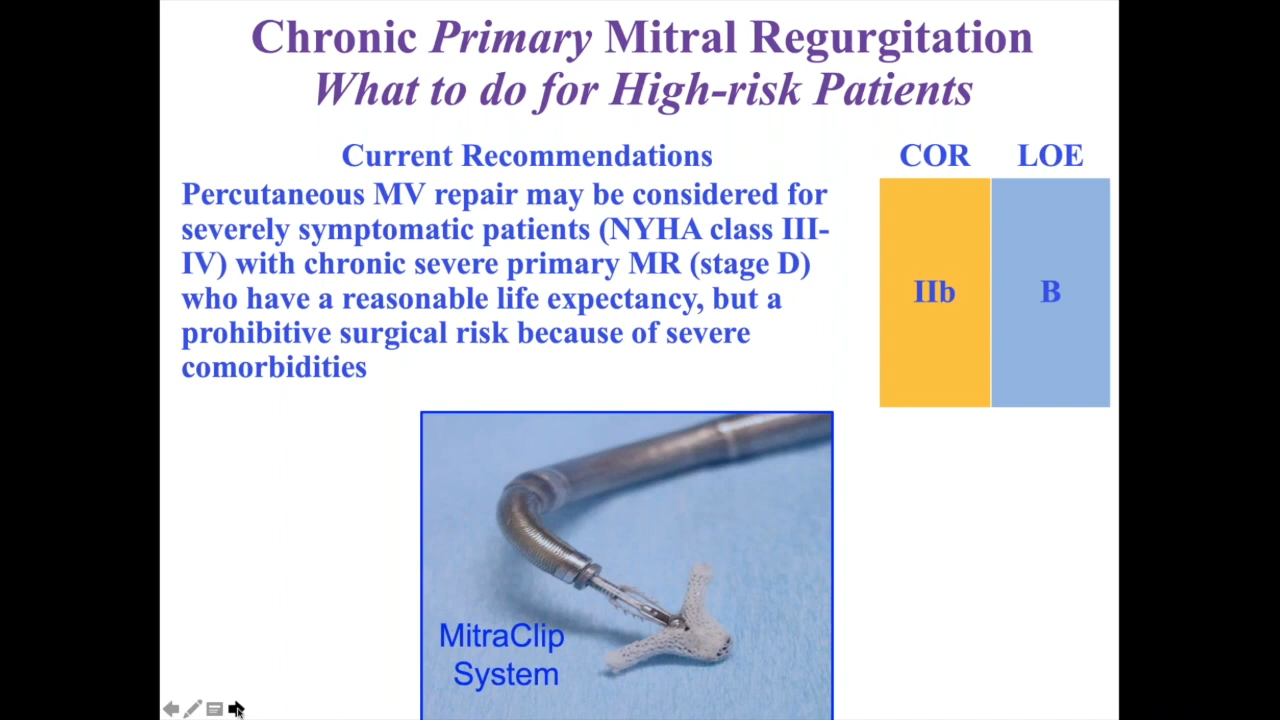 Chronic Primary Mitral Regurgitation
What to do for High-risk Patients
Current Recommendations
COR
LOE
Percutaneous MV repair may be considered for
severely symptomatic patients (NYHA class III-
IV) with chronic severe primary MR (stage D)
who have a reasonable life expectancy, but a
prohibitive surgical risk because of severe
comorbidities
IIb
B
MitraClip
System